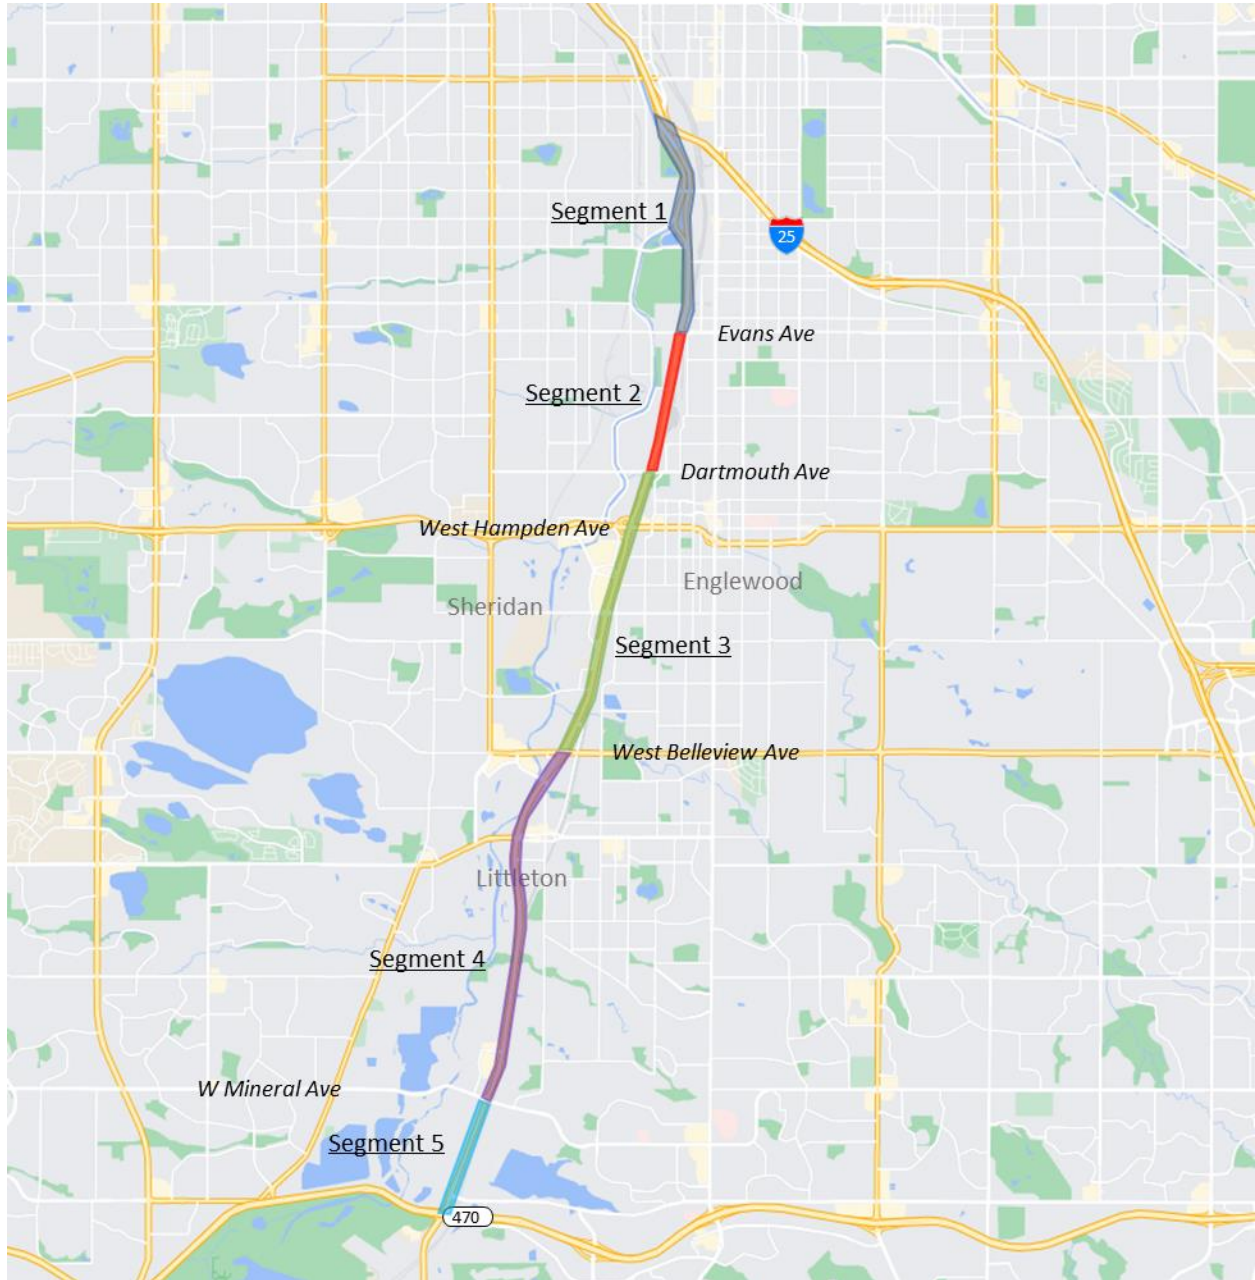 Segment 1
25
Evans Ave
Segment 2
Dartmouth Ave
West Hampden Ave
Englewood
Sheridan
Segment 3
West Belleview Ave
Littleton
Segment 4
W Mineral Ave
Segment 5
470